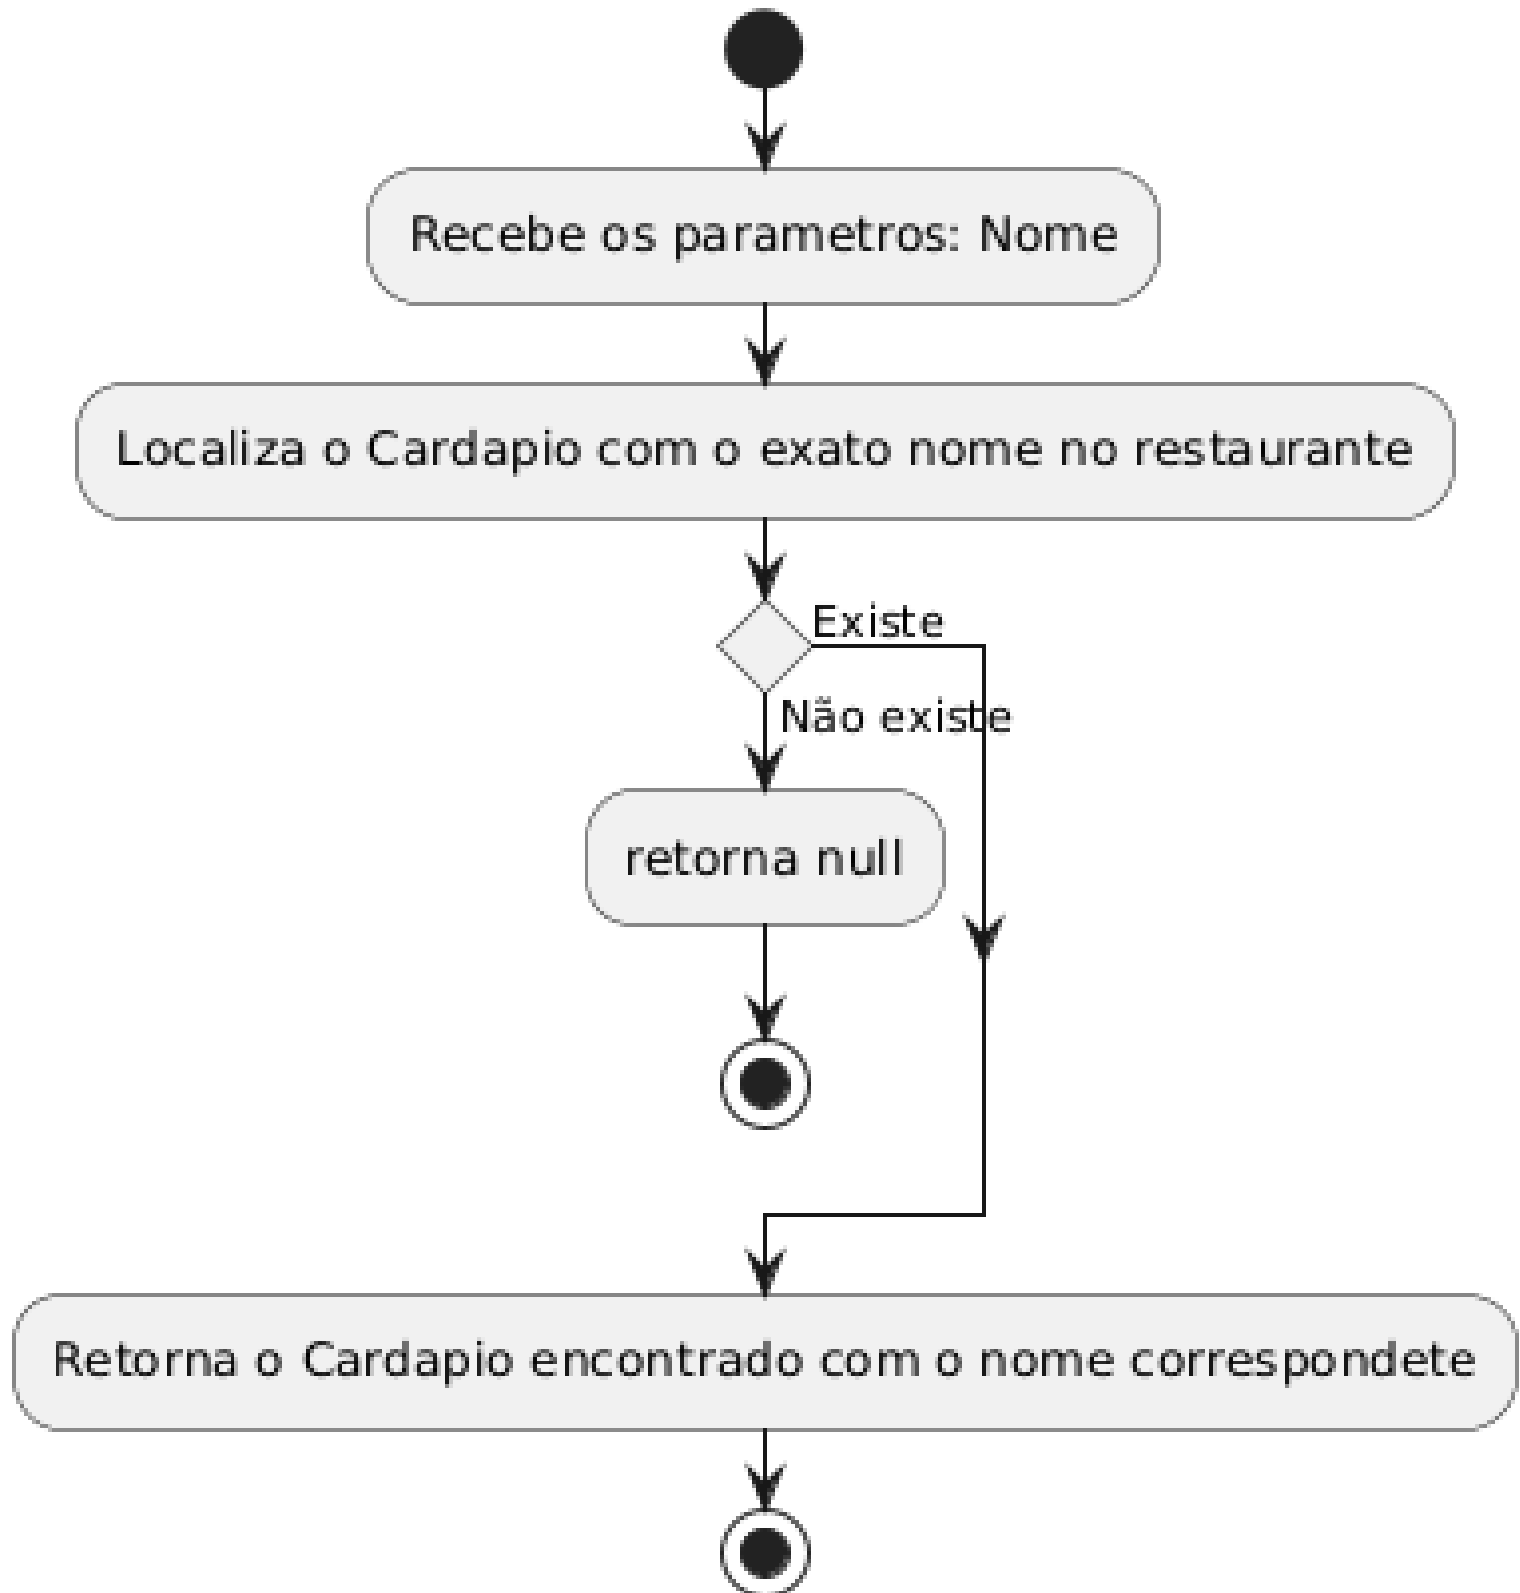 Recebe os parametros: Nome
Localiza o Cardapio com o exato nome no restaurante
Existe
Não existe
retorna null
Retorna o Cardapio encontrado com o nome correspondete